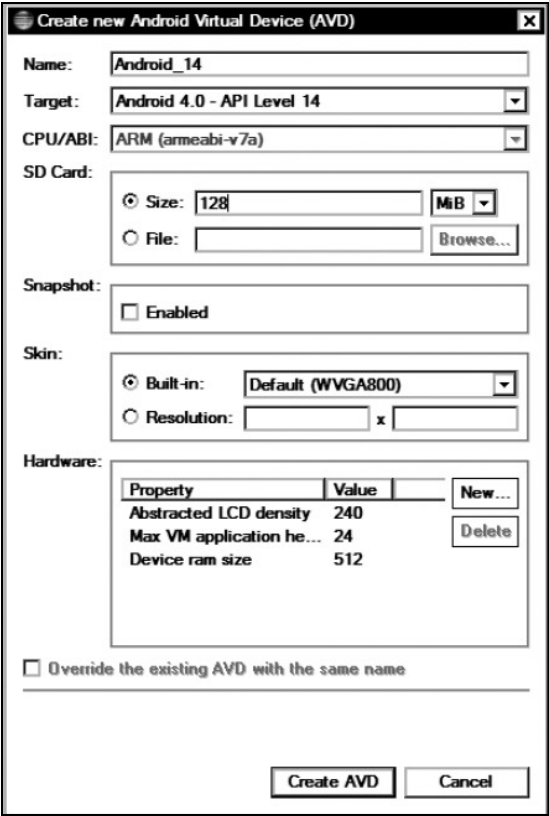 Create new Android Virtual Device (AVD)
Name: Android_14
Target: Android 4.0 - API Level 14
CPU/ABI: ARM (armeabi-v7a)
SD Card:
Size: 128 MiB
File: Browse...
Snapshot:
Enabled
Skin:
Built-in: Default (WVGA800)
Resolution: x
Hardware:
Property Value New...
Abstracted LCD density 240
Max VM application he... 24 Delete
Device ram size 512
Override the existing AVD with the same name
Create AVD Cancel